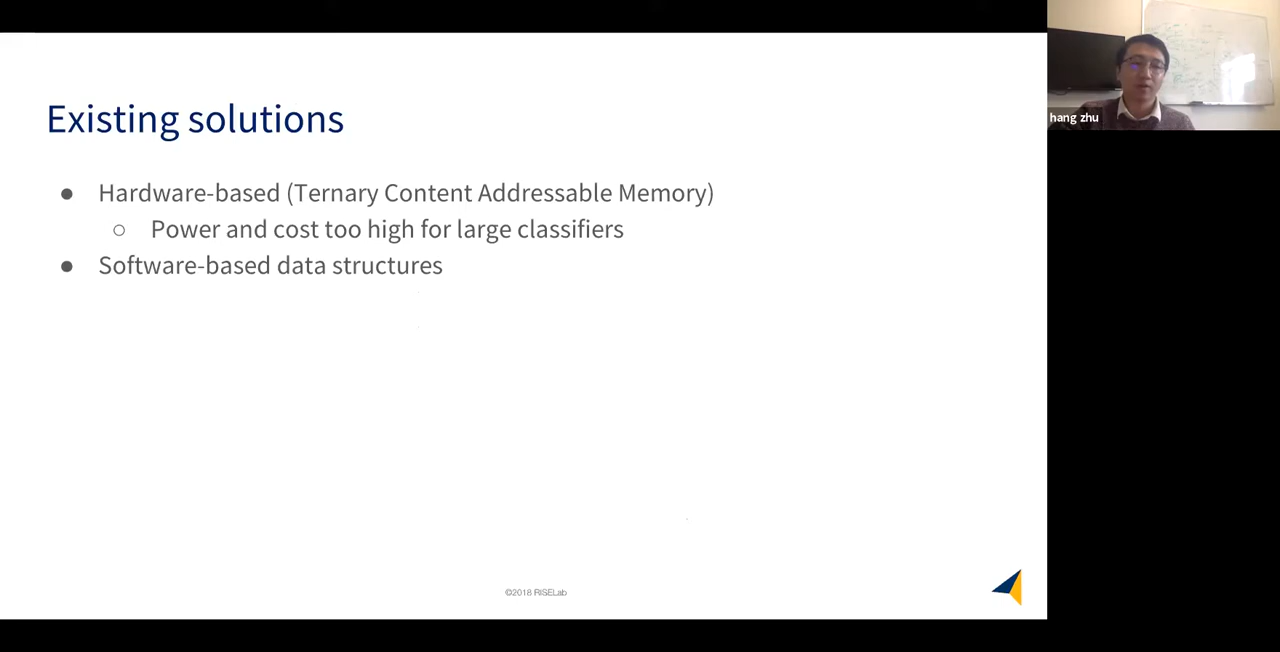 Existing solutions
● Hardware-based (Ternary Content Addressable Memory)
○ Power and cost too high for large classifiers
● Software-based data structures
©2018 RISELab
hang zhu